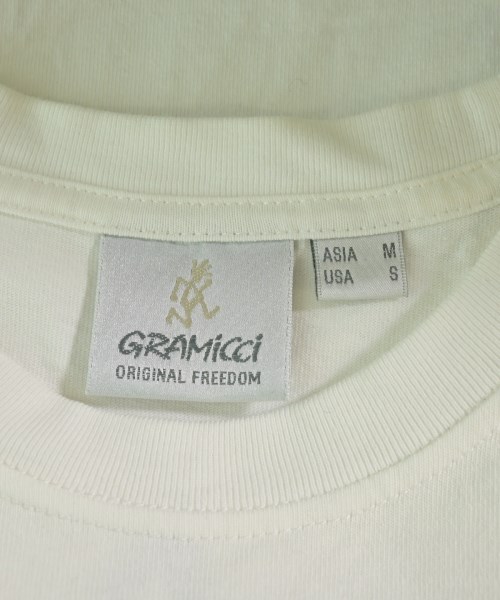 GRAMiCCi
ORIGINAL FREEDOM
ASIA M
USA S